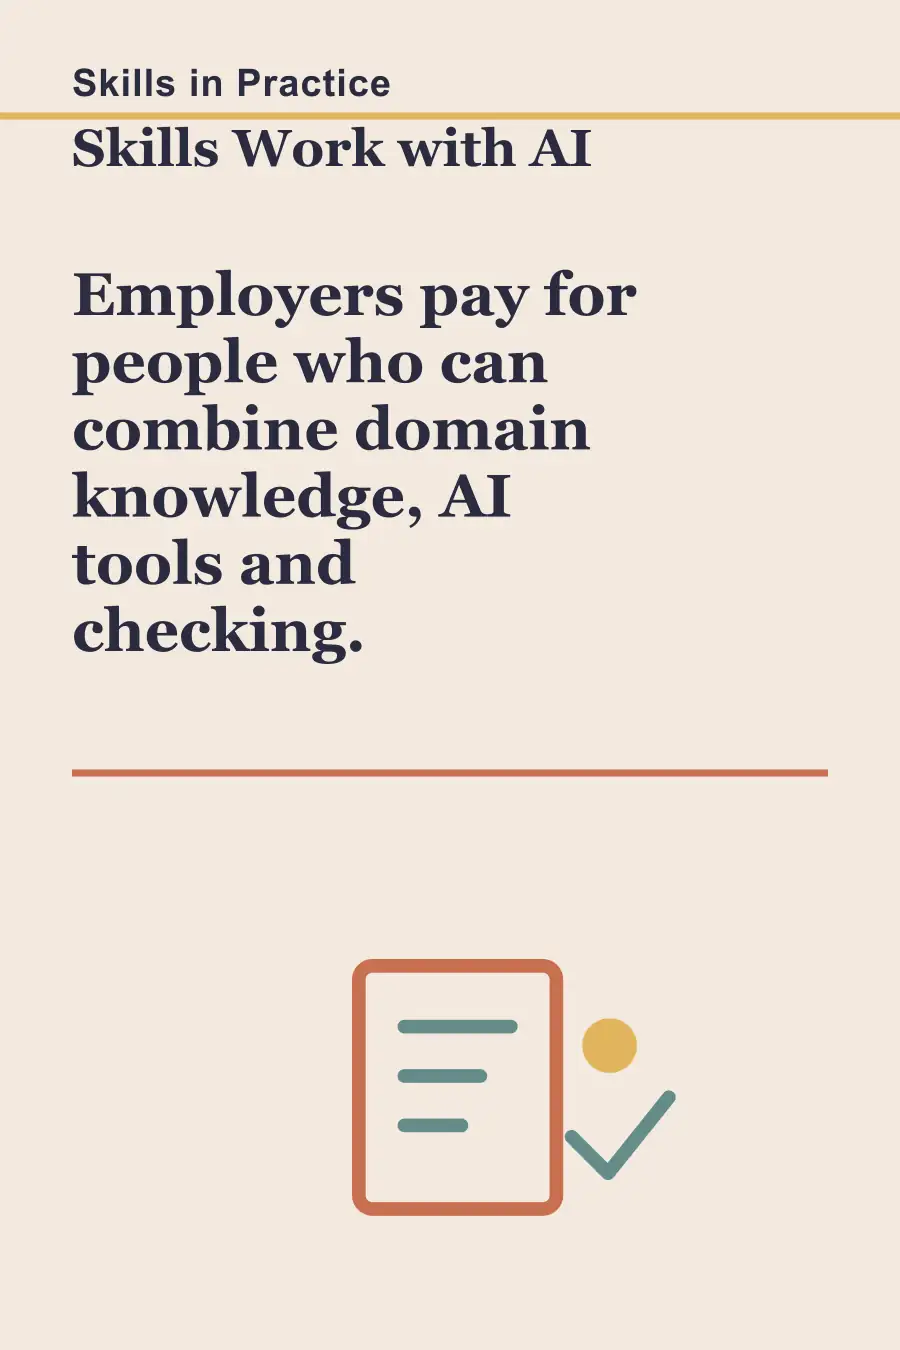 Skills in Practice
Skills Work with AI
Employers pay for
people who can
combine domain
knowledge, AI
tools and
checking.